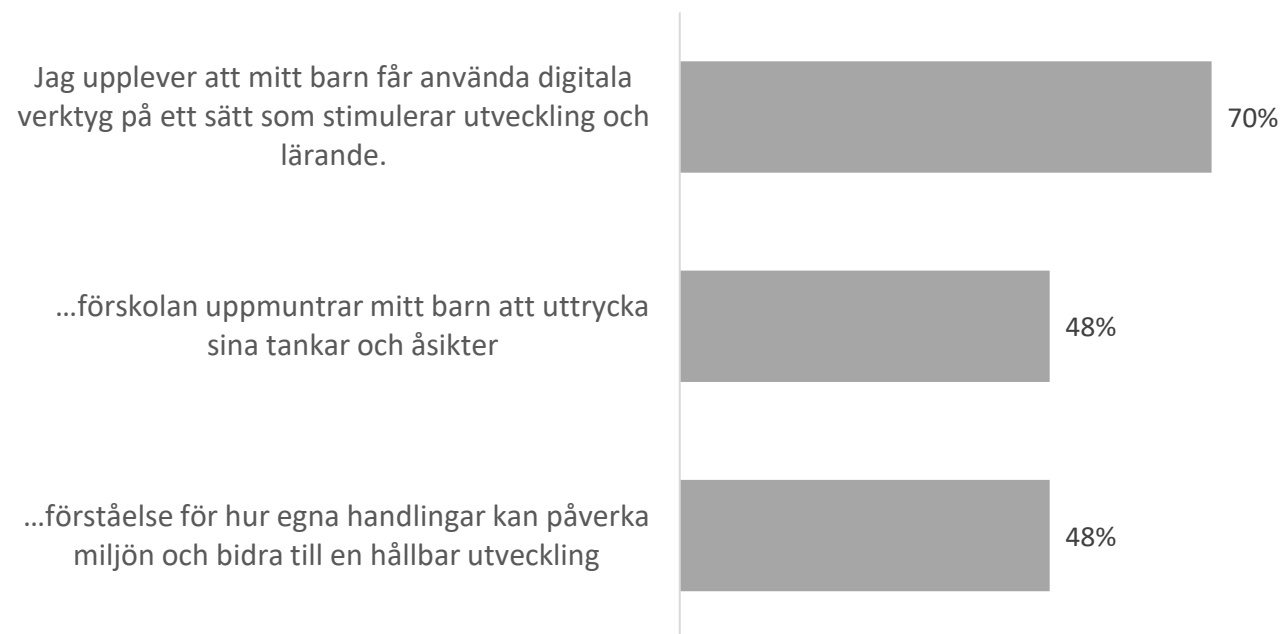 Jag upplever att mitt barn får använda digitala
verktyg på ett sätt som stimulerar utveckling och
lärande.
70%
...förskolan uppmuntrar mitt barn att uttrycka
sina tankar och åsikter
48%
...förståelse för hur egna handlingar kan påverka
miljön och bidra till en hållbar utveckling
48%